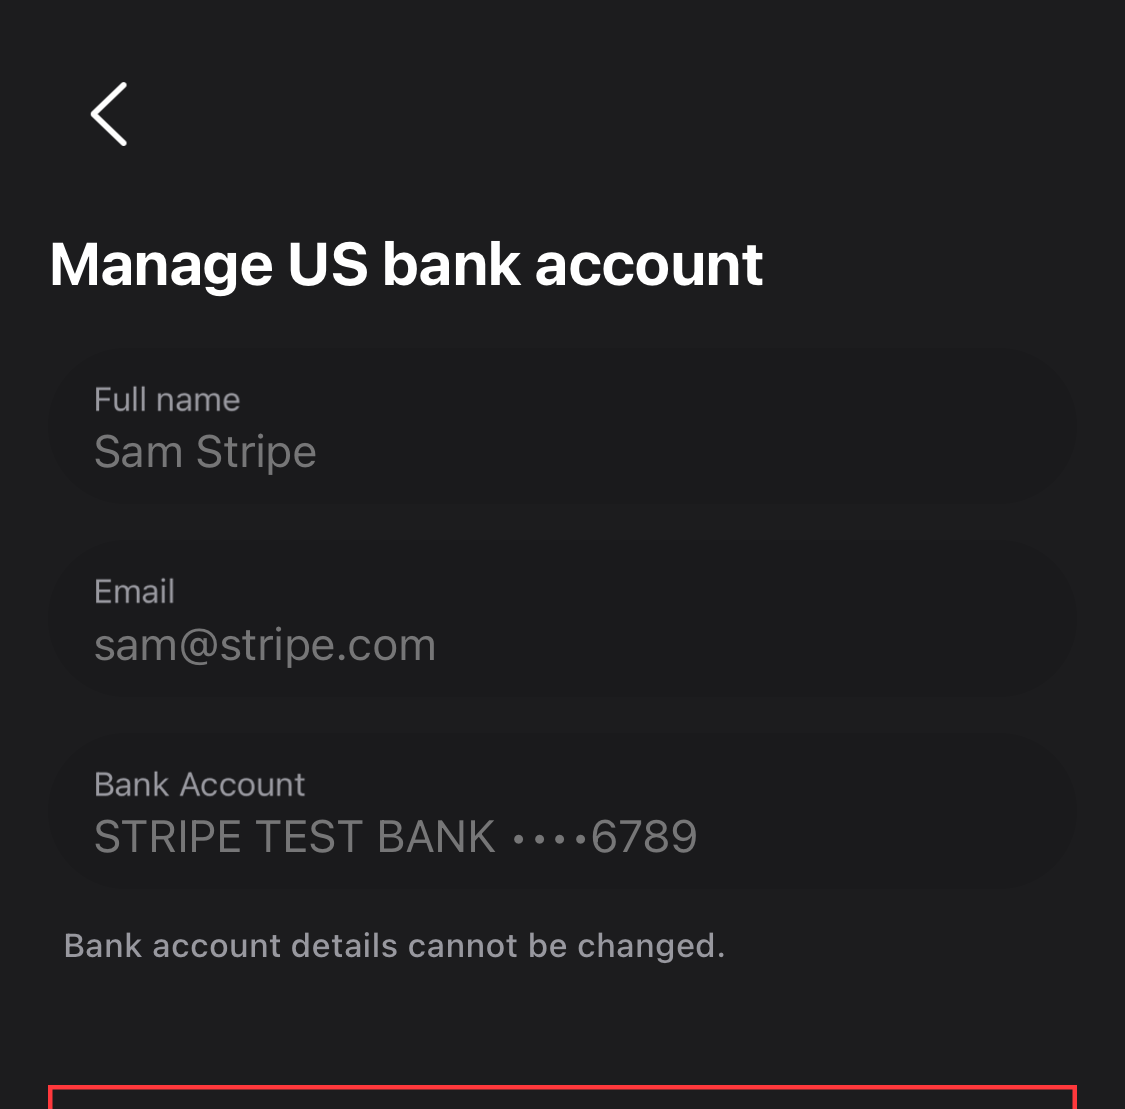 Manage US bank account
Full name
Sam Stripe
Email
sam@stripe.com
Bank Account
STRIPE TEST BANK ••••6789
Bank account details cannot be changed.